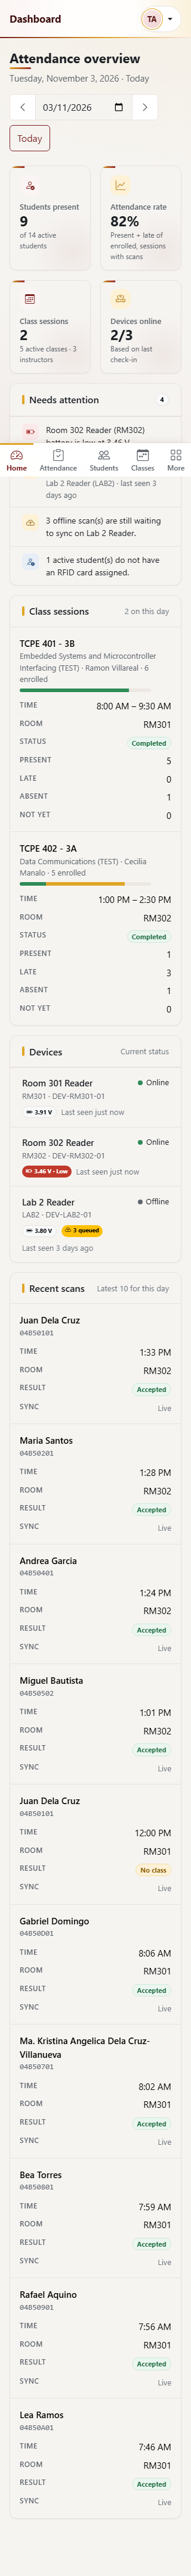 Dashboard
TA
Attendance overview
Tuesday, November 3, 2026 · Today
03/11/2026
Today
Students present
9
of 14 active
students
Attendance rate
82%
Present + late of
enrolled, sessions
with scans
Class sessions
2
5 active classes · 3
instructors
Devices online
2/3
Based on last
check-in
Needs attention
4
Room 302 Reader (RM302)
battery is low at 3.46 V
Home
Attendance
Students
Classes
More
Lab 2 Reader (LAB2) · last seen 3
days ago
3 offline scan(s) are still waiting
to sync on Lab 2 Reader.
1 active student(s) do not have
an RFID card assigned.
Class sessions
2 on this day
TCPE 401 - 3B
Embedded Systems and Microcontroller
Interfacing (TEST) · Ramon Villareal · 6
enrolled
TIME 8:00 AM – 9:30 AM
ROOM RM301
STATUS Completed
PRESENT 5
LATE 0
ABSENT 1
NOT YET 0
TCPE 402 - 3A
Data Communications (TEST) · Cecilia
Manalo · 5 enrolled
TIME 1:00 PM – 2:30 PM
ROOM RM302
STATUS Completed
PRESENT 1
LATE 3
ABSENT 1
NOT YET 0
Devices
Current status
Room 301 Reader
Online
RM301 · DEV-RM301-01
3.91 V Last seen just now
Room 302 Reader
Online
RM302 · DEV-RM302-01
3.46 V · Low Last seen just now
Lab 2 Reader
Offline
LAB2 · DEV-LAB2-01
3.80 V 3 queued
Last seen 3 days ago
Recent scans
Latest 10 for this day
Juan Dela Cruz
04B50101
TIME 1:33 PM
ROOM RM302
RESULT Accepted
SYNC Live
Maria Santos
04B50201
TIME 1:28 PM
ROOM RM302
RESULT Accepted
SYNC Live
Andrea Garcia
04B50401
TIME 1:24 PM
ROOM RM302
RESULT Accepted
SYNC Live
Miguel Bautista
04B50502
TIME 1:01 PM
ROOM RM302
RESULT Accepted
SYNC Live
Juan Dela Cruz
04B50101
TIME 12:00 PM
ROOM RM301
RESULT No class
SYNC Live
Gabriel Domingo
04B50D01
TIME 8:06 AM
ROOM RM301
RESULT Accepted
SYNC Live
Ma. Kristina Angelica Dela Cruz-
Villanueva
04B50701
TIME 8:02 AM
ROOM RM301
RESULT Accepted
SYNC Live
Bea Torres
04B50801
TIME 7:59 AM
ROOM RM301
RESULT Accepted
SYNC Live
Rafael Aquino
04B50901
TIME 7:56 AM
ROOM RM301
RESULT Accepted
SYNC Live
Lea Ramos
04B50A01
TIME 7:46 AM
ROOM RM301
RESULT Accepted
SYNC Live